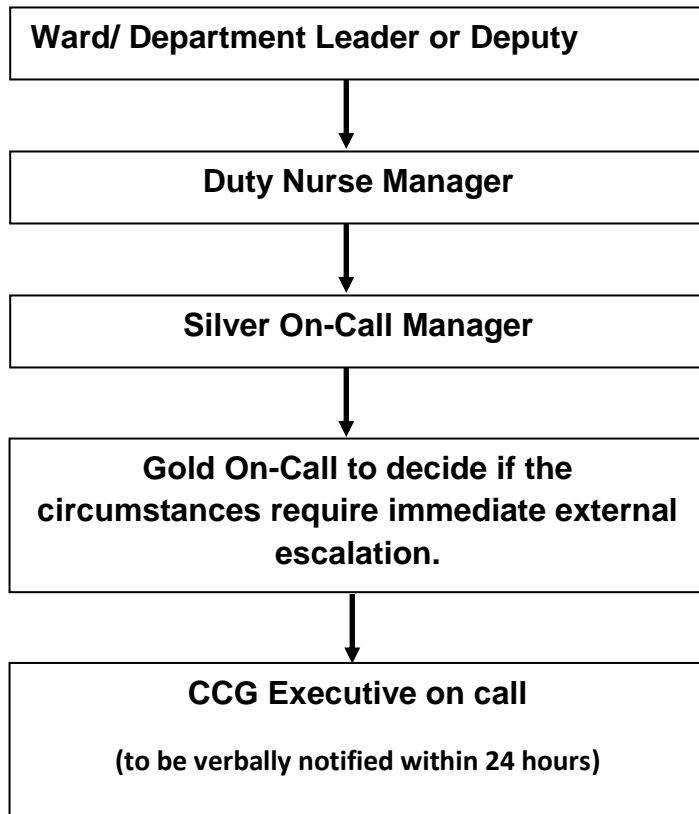 Ward/ Department Leader or Deputy
Duty Nurse Manager
Silver On-Call Manager
Gold On-Call to decide if the
circumstances require immediate external
escalation.
CCG Executive on call
(to be verbally notified within 24 hours)